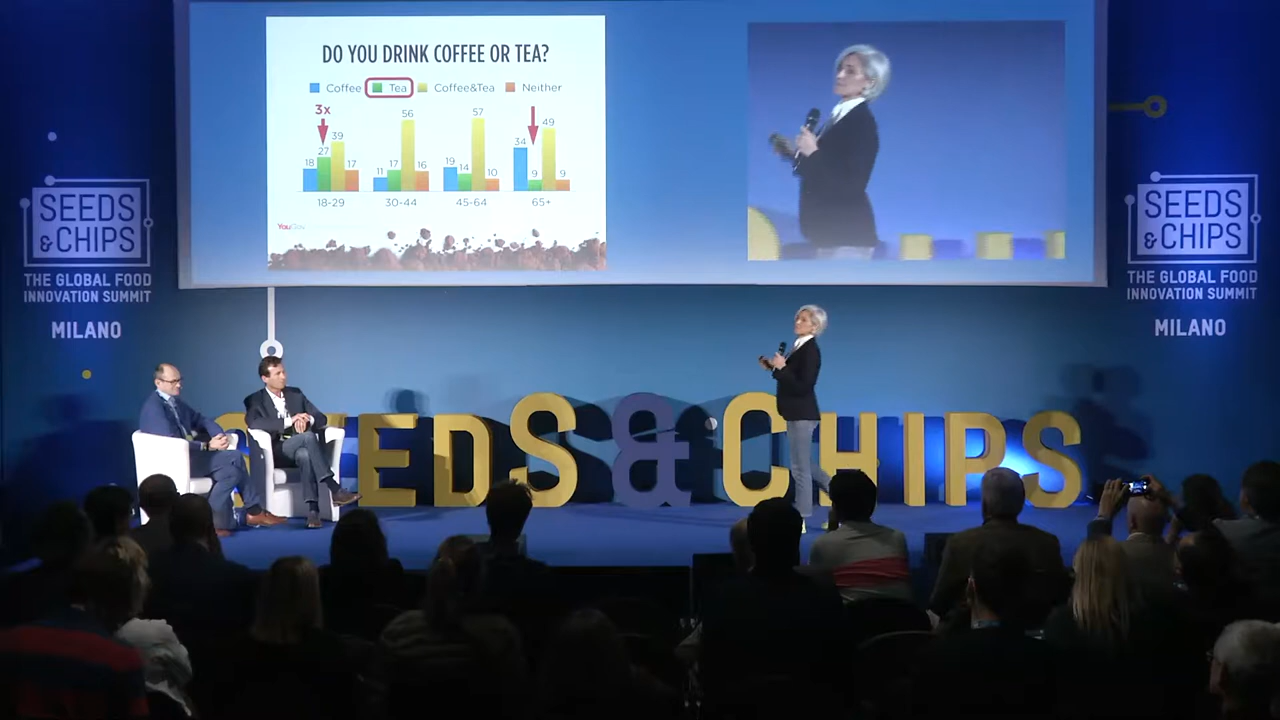 DO YOU DRINK COFFEE OR TEA?
Coffee Tea Coffee&Tea Neither
3x
18 27 39 17
11 17 56 16
19 14 57 10
34 9 49 9
18-29 30-44 45-64 65+
YouGov
SEEDS
&CHIPS
THE GLOBAL FOOD
INNOVATION SUMMIT
MILANO
SEEDS
&CHIPS
THE GLOBAL FOOD
INNOVATION SUMMIT
MILANO
SEEDS & CHIPS